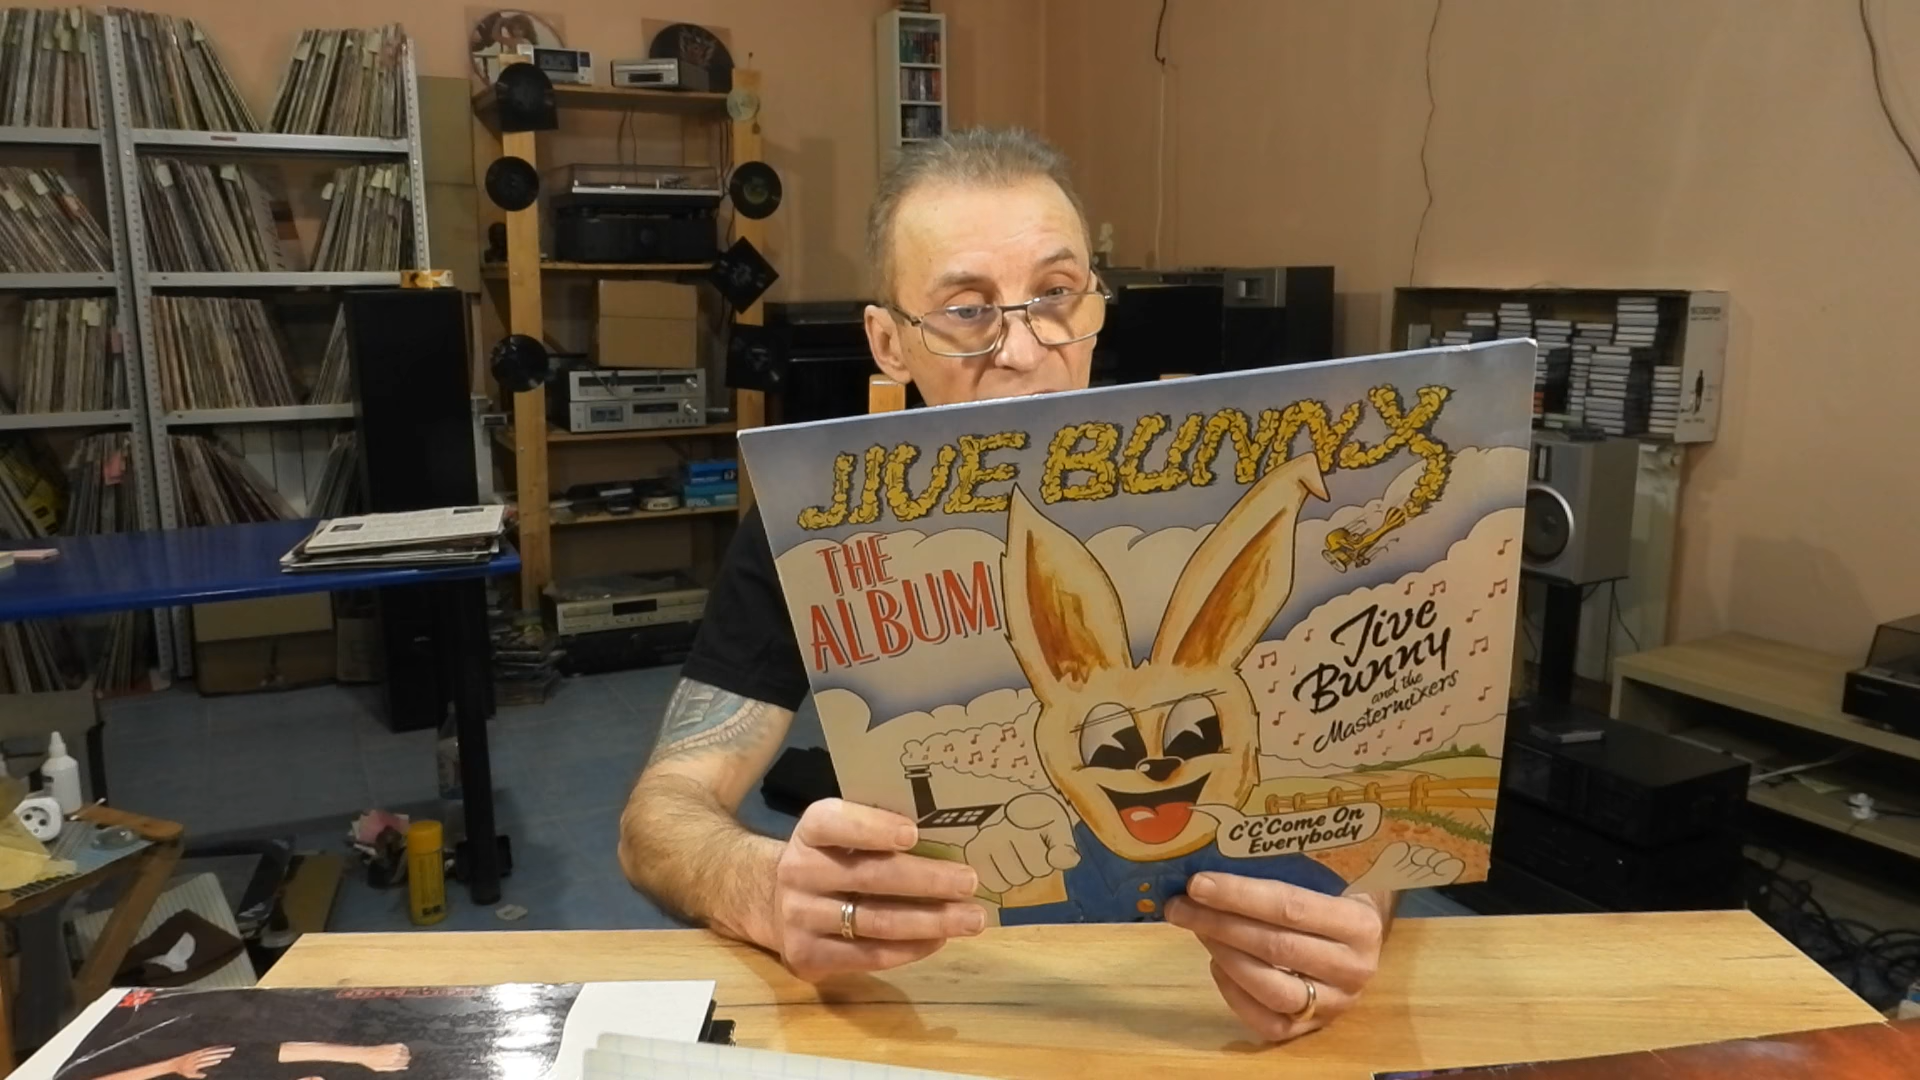 JIVE BUNNY
THE
ALBUM
Jive
Bunny
and the
Mastermixers
C'C'Come On
Everybody